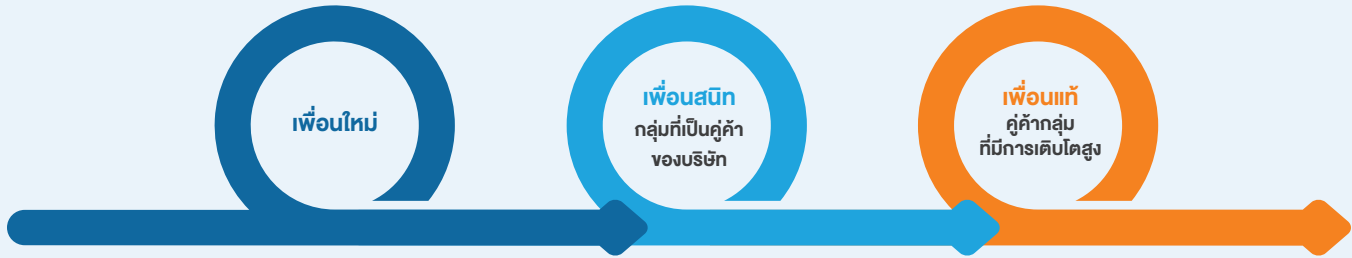 เพื่อนใหม่
เพื่อนสนิท
กลุ่มที่เป็นคู่ค้า
ของบริษัท
เพื่อนแท้
คู่ค้ากลุ่ม
ที่มีการเติบโตสูง